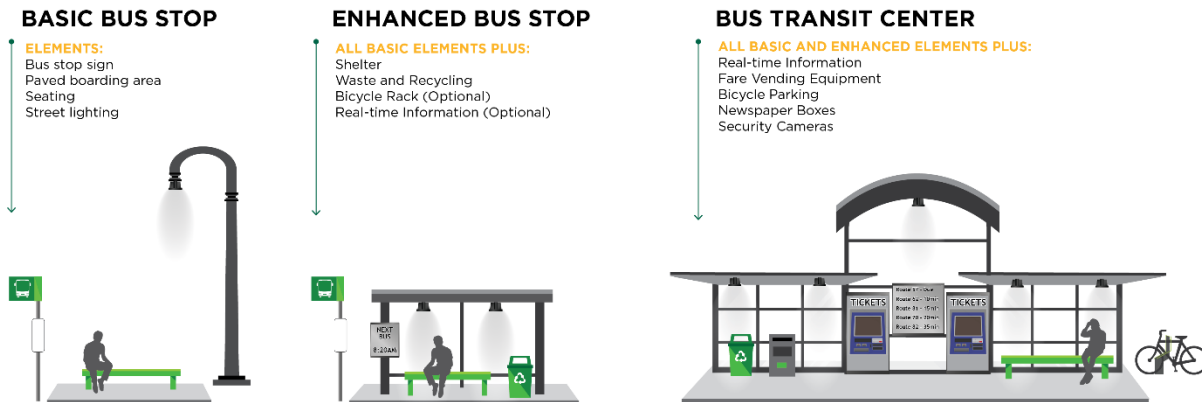 BASIC BUS STOP
ELEMENTS:
Bus stop sign
Paved boarding area
Seating
Street lighting
ENHANCED BUS STOP
ALL BASIC ELEMENTS PLUS:
Shelter
Waste and Recycling
Bicycle Rack (Optional)
Real-time Information (Optional)
NEXT
BUS
8:20AM
BUS TRANSIT CENTER
ALL BASIC AND ENHANCED ELEMENTS PLUS:
Real-time Information
Fare Vending Equipment
Bicycle Parking
Newspaper Boxes
Security Cameras
TICKETS
Route 82 - 35min
TICKETS